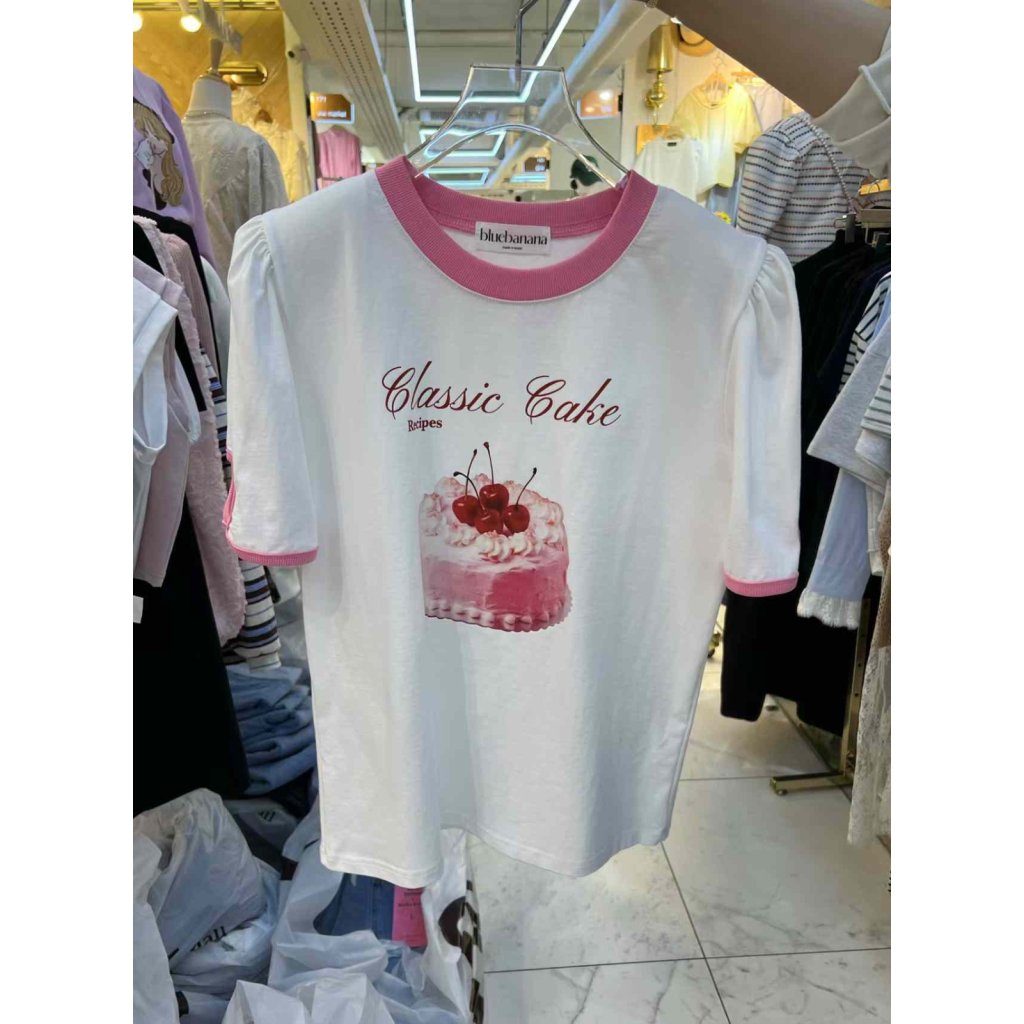 bluebanana
Classic Cake
Recipes